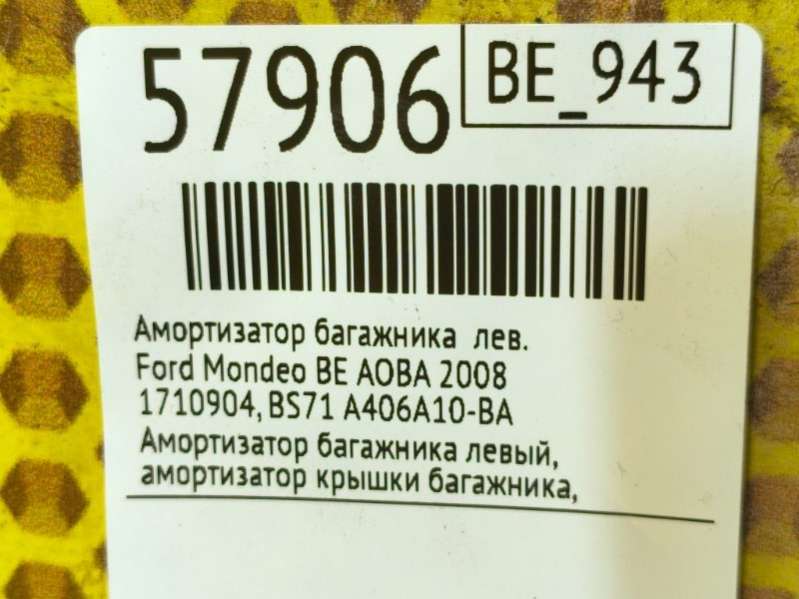 57906
BE_943
Амортизатор багажника лев.
Ford Mondeo BE AOBA 2008
1710904, BS71 A406A10-BA
Амортизатор багажника левый,
амортизатор крышки багажника,